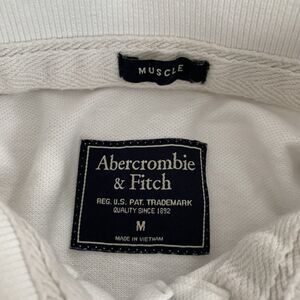 MUSCLE
Abercrombie
& Fitch
REG. U.S. PAT. TRADEMARK
QUALITY SINCE 1892
M
MADE IN VIETNAM